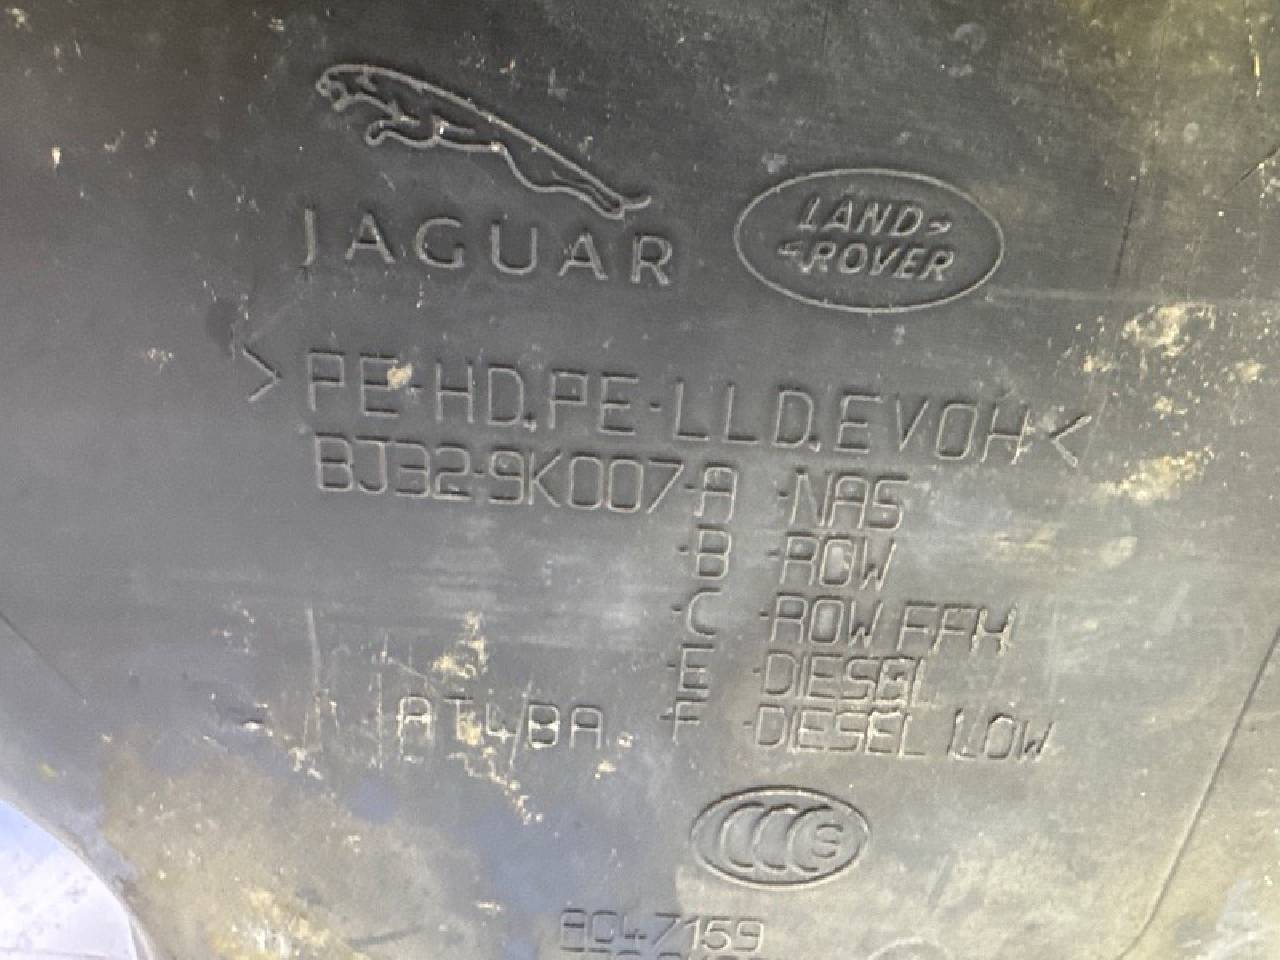 JAGUAR
LAND
ROVER
>PE-HD.PE-LLD.EVOH<
BJ32-9K007-A -NAS
-B -ROW
-C -ROW FFH
-E -DIESEL
AT4BA -F -DIESEL LOW
CCC S
AC47159